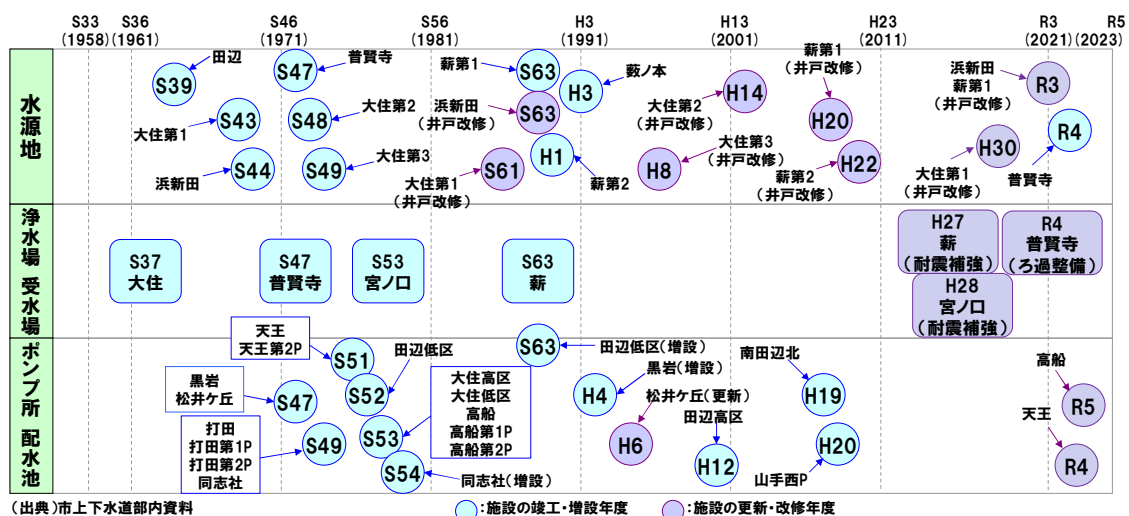 S33
(1958)
S36
(1961)
S46
(1971)
S56
(1981)
H3
(1991)
H13
(2001)
H23
(2011)
R3
(2021)
R5
(2023)
水源地
S39
田辺
S43
大住第1
S44
浜新田
S47
普賢寺
S48
大住第2
S49
大住第3
薪第1
S63
浜新田
(井戸改修)
S63
大住第1
(井戸改修)
S61
H1
薪第2
H3
薮ノ本
H8
大住第3
(井戸改修)
大住第2
(井戸改修)
H14
薪第1
(井戸改修)
H20
薪第2
(井戸改修)
H22
大住第1
(井戸改修)
H30
浜新田
薪第1
(井戸改修)
R3
R4
普賢寺
浄水場 受水場
S37
大住
S47
普賢寺
S53
宮ノ口
S63
薪
H27
薪
(耐震補強)
H28
宮ノ口
(耐震補強)
R4
普賢寺
(ろ過整備)
ポンプ所 配水池
天王
天王第2P
S51
黒岩
松井ケ丘
S47
打田
打田第1P
打田第2P
同志社
S49
S52
田辺低区
S53
大住高区
大住低区
高船
高船第1P
高船第2P
S54
同志社(増設)
S63
田辺低区(増設)
H4
黒岩(増設)
H6
松井ケ丘(更新)
田辺高区
H12
南田辺北
H19
山手西P
H20
高船
R5
天王
R4
(出典)市上下水道部内資料
:施設の竣工・増設年度
:施設の更新・改修年度